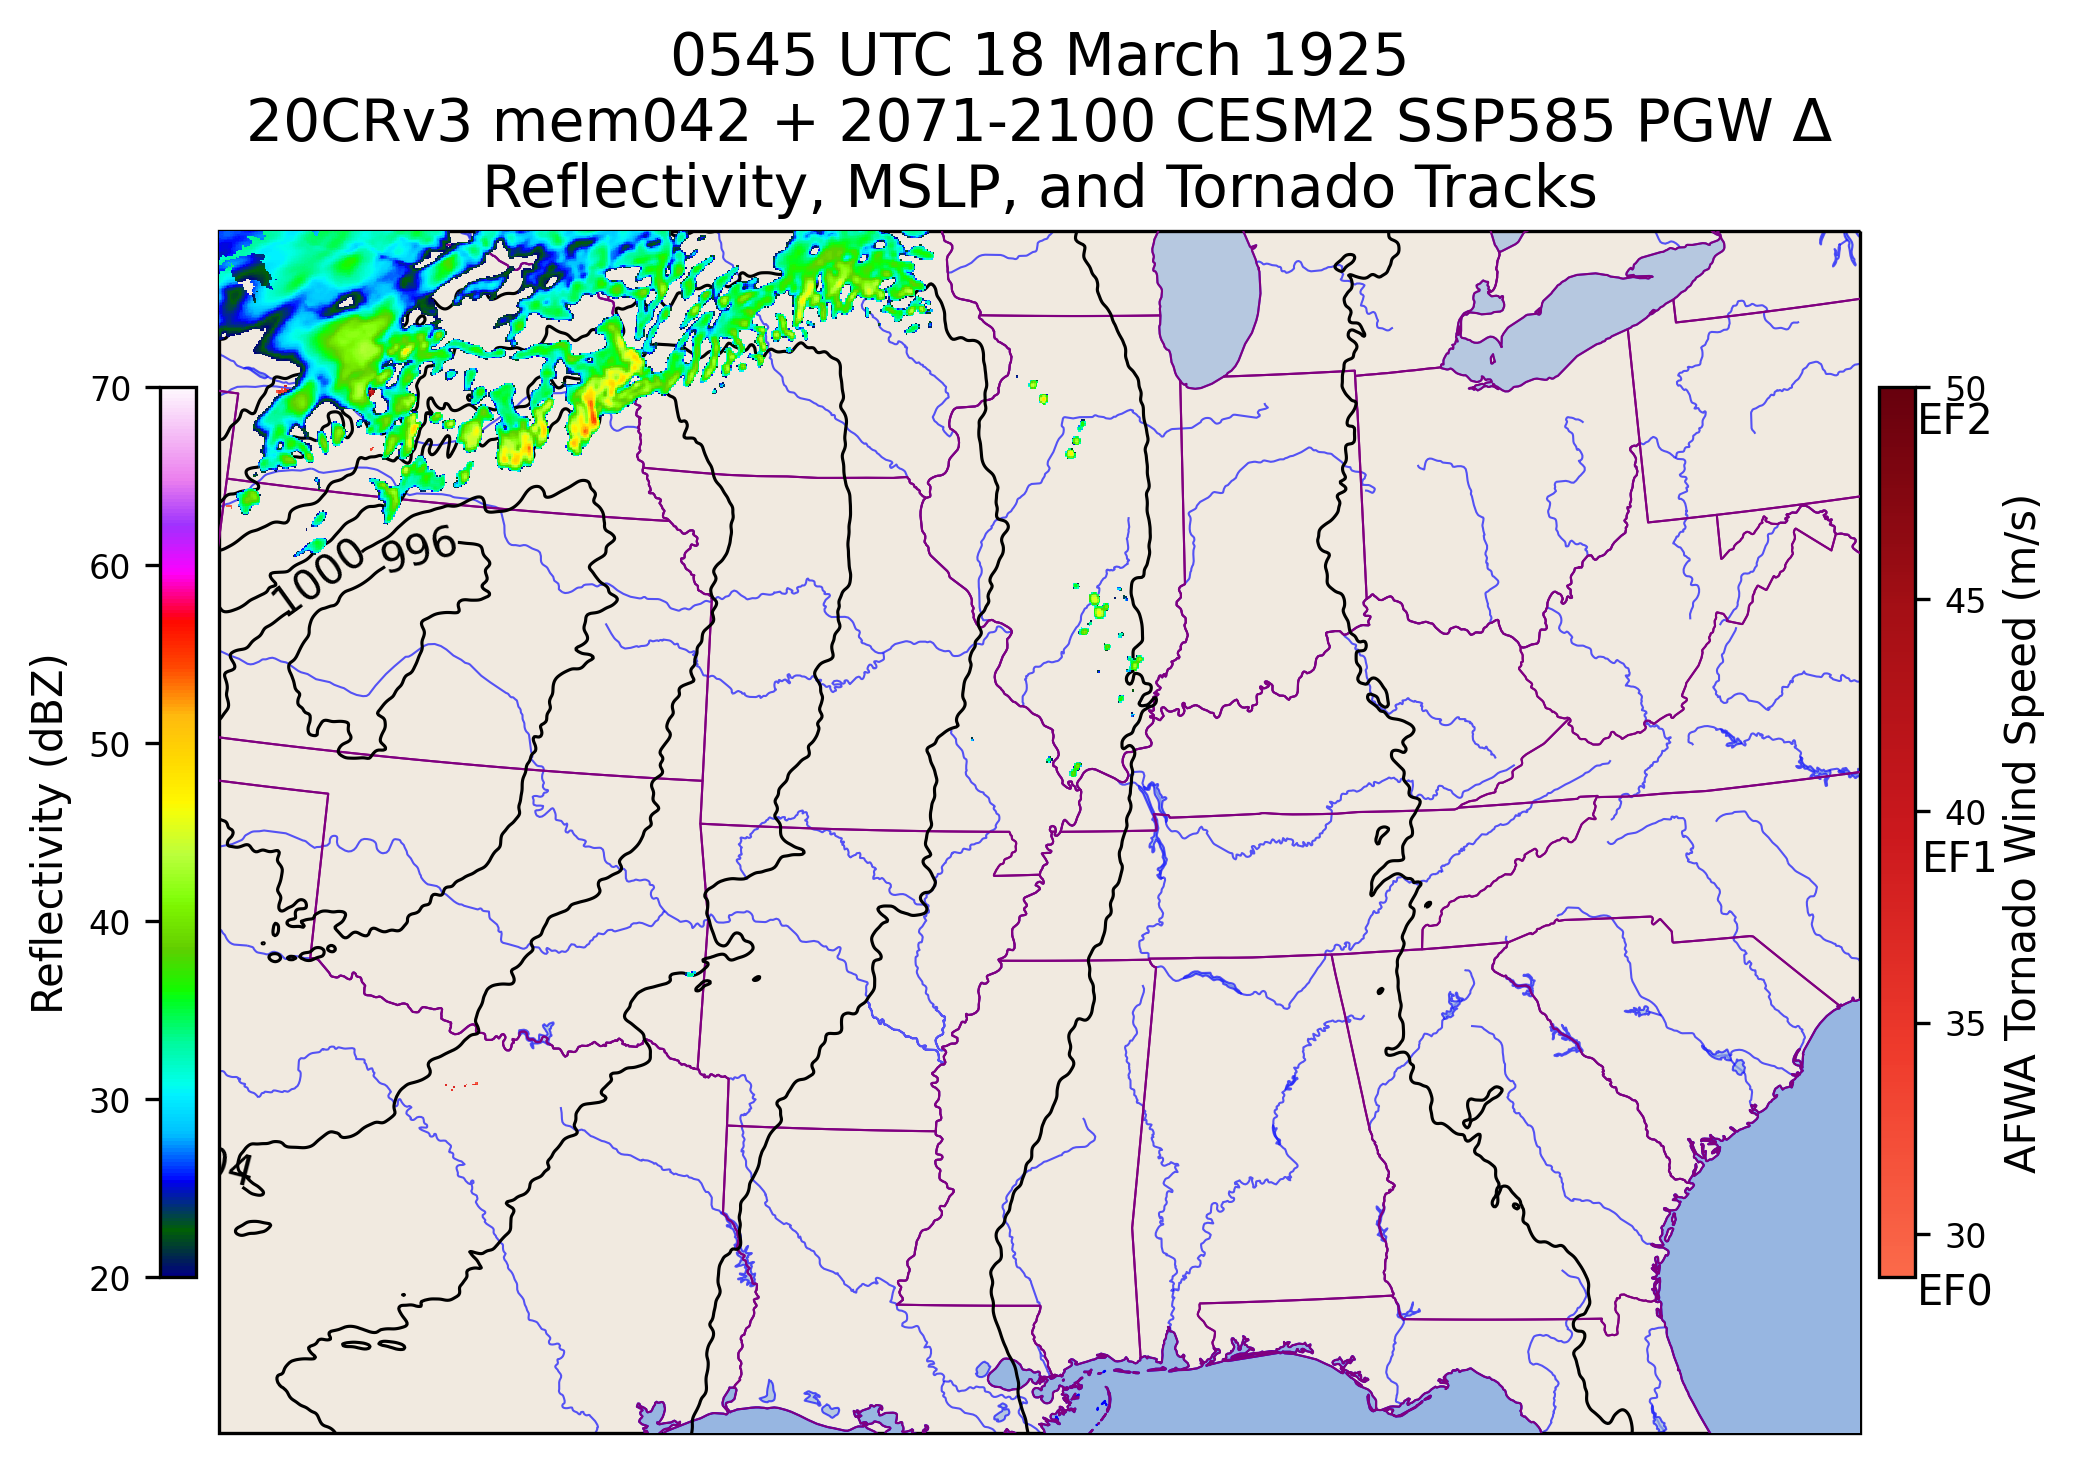 0545 UTC 18 March 1925
20CRv3 mem042 + 2071-2100 CESM2 SSP585 PGW Δ
Reflectivity, MSLP, and Tornado Tracks
70
60
50
40
30
20
Reflectivity (dBZ)
1000
996
04
50
EF2
45
40
EF1
35
30
EF0
AFWA Tornado Wind Speed (m/s)